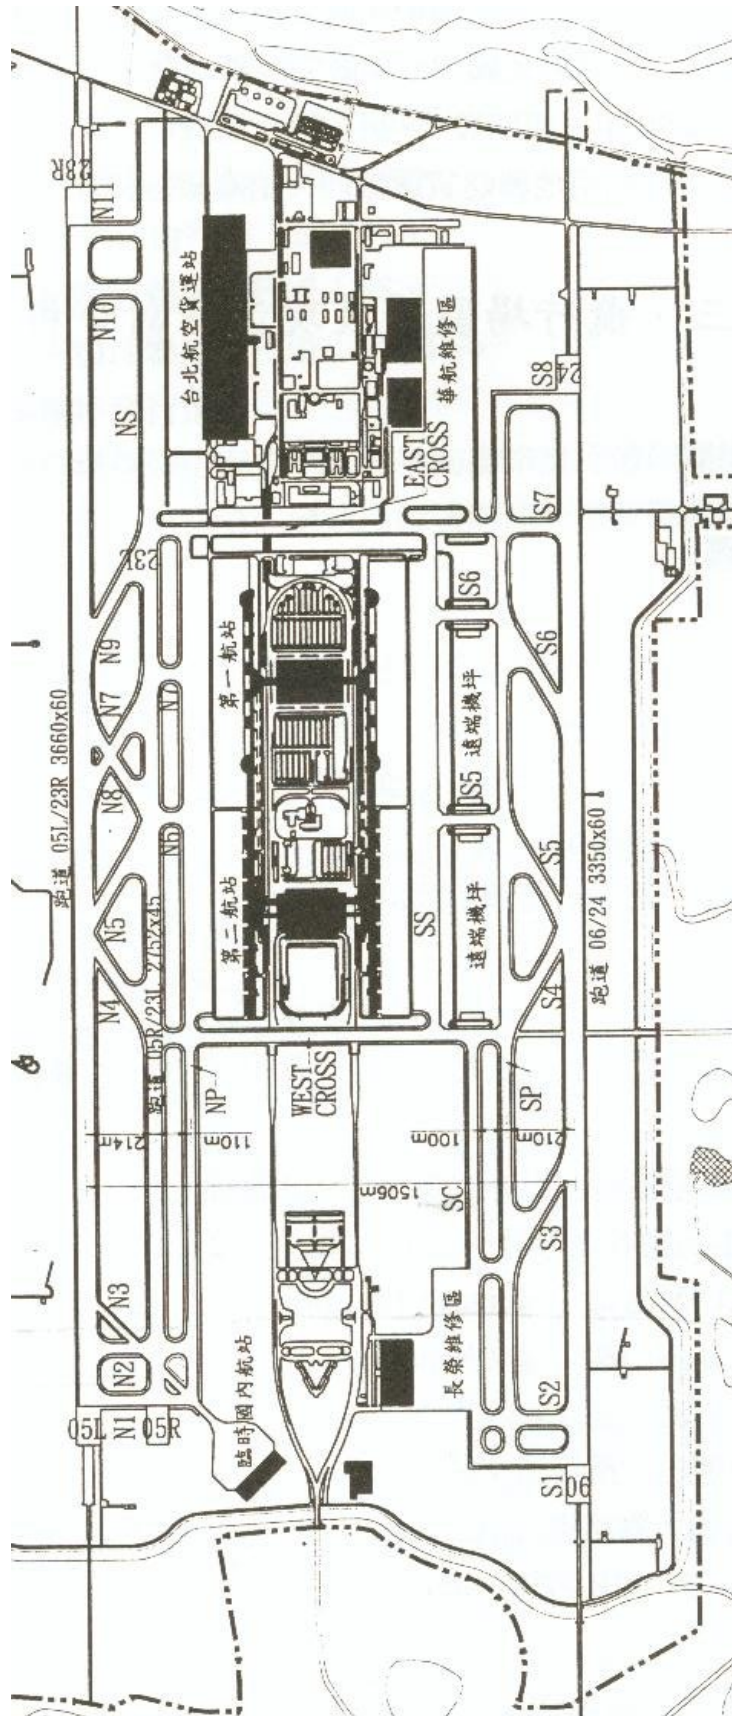 23R
N11
N10
NS
台北航空貨運站
華航維修區
S8
24
EAST
CROSS
S7
23L
N9
N7
N7
第一航站
S6
S6
遠端機坪
S5
跑道 05L/23R 3660x60
N8
N6
N5
第二航站
SS
遠端機坪
S5
跑道 06/24 3350x60
N4
跑道 05R/23L 2752x45
S4
NP
WEST
CROSS
SP
214m
110m
100m
210m
1506m
SC
N3
S3
N2
臨時國內航站
長榮維修區
S2
05L
N1
05R
S1
06